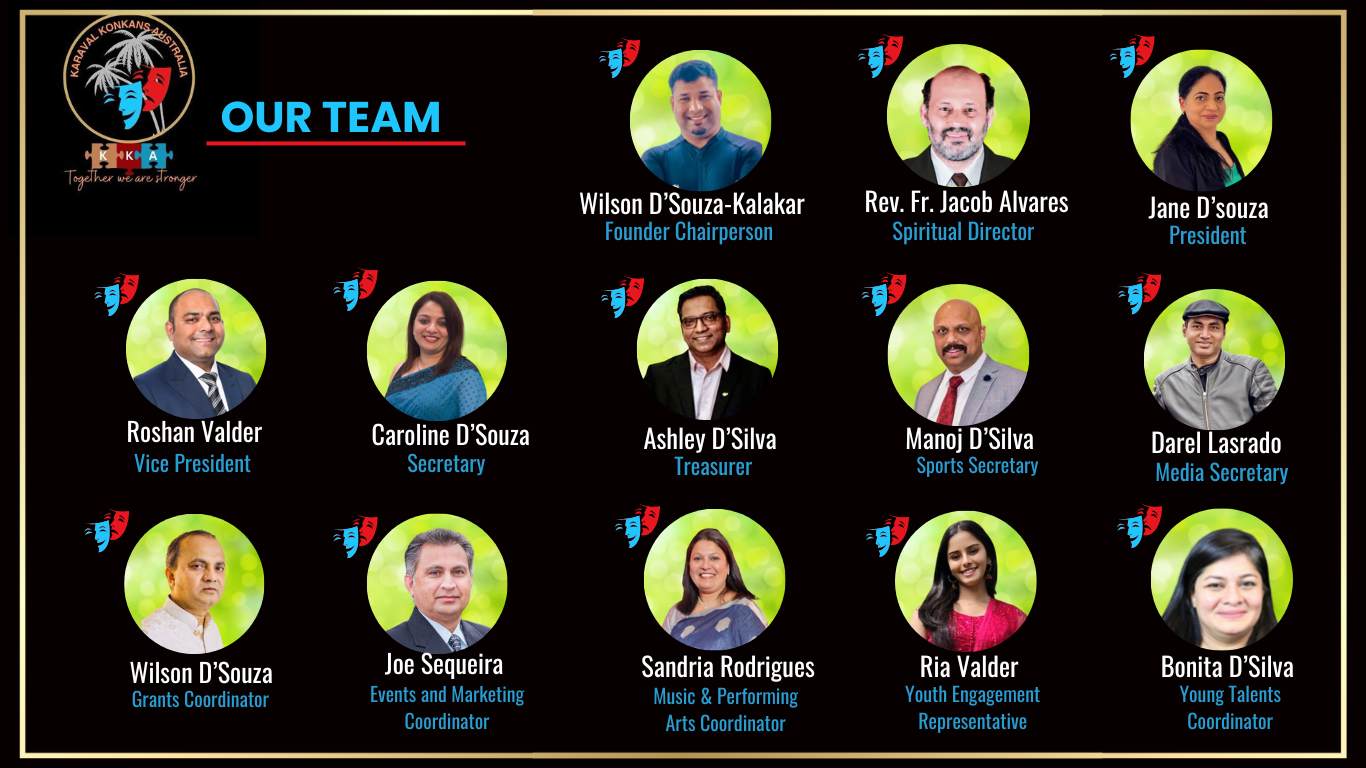 KARAVAL KONKANS AUSTRALIA
K K A
Together we are stronger
OUR TEAM
Wilson D’Souza-Kalakar
Founder Chairperson
Rev. Fr. Jacob Alvares
Spiritual Director
Jane D’souza
President
Roshan Valder
Vice President
Caroline D’Souza
Secretary
Ashley D’Silva
Treasurer
Manoj D’Silva
Sports Secretary
Darel Lasrado
Media Secretary
Wilson D’Souza
Grants Coordinator
Joe Sequeira
Events and Marketing
Coordinator
Sandria Rodrigues
Music & Performing
Arts Coordinator
Ria Valder
Youth Engagement
Representative
Bonita D’Silva
Young Talents
Coordinator